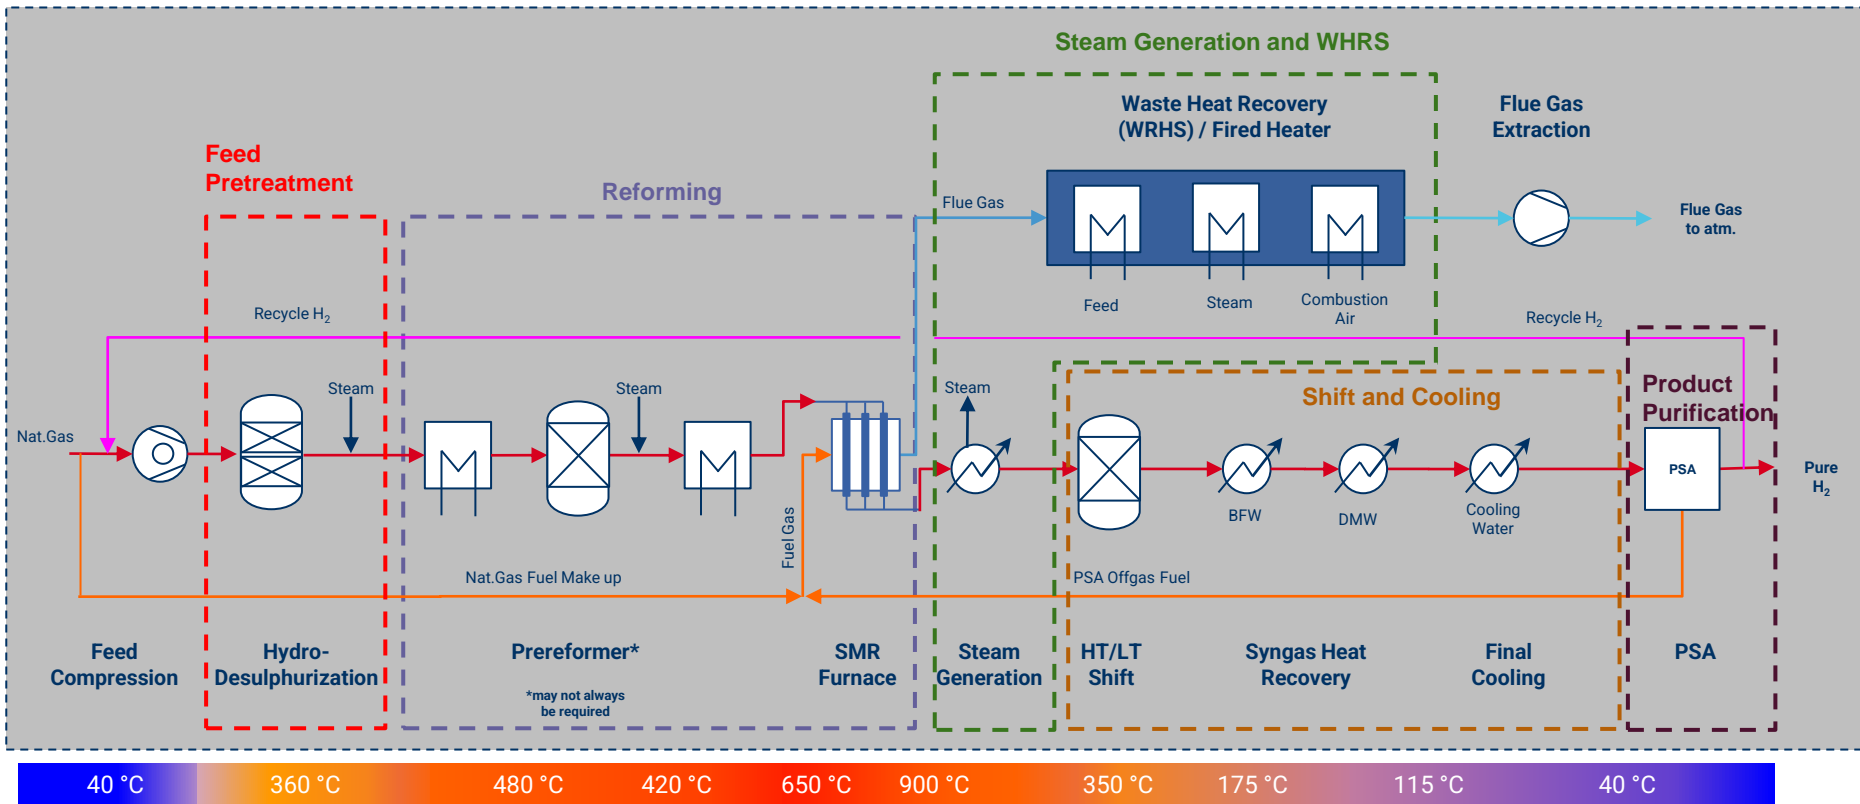 Steam Generation and WHRS
Waste Heat Recovery
(WRHS) / Fired Heater
Flue Gas
Extraction
Feed
Pretreatment
Reforming
Flue Gas
Flue Gas
to atm.
Feed
Steam
Combustion
Air
Recycle H₂
Recycle H₂
Steam
Steam
Steam
Shift and Cooling
Product
Purification
Nat.Gas
PSA
Pure
H₂
BFW
DMW
Cooling
Water
Fuel Gas
Nat.Gas Fuel Make up
PSA Offgas Fuel
Feed
Compression
Hydro-
Desulphurization
Prereformer*
*may not always
be required
SMR
Furnace
Steam
Generation
HT/LT
Shift
Syngas Heat
Recovery
Final
Cooling
PSA
40 °C 360 °C 480 °C 420 °C 650 °C 900 °C 350 °C 175 °C 115 °C 40 °C